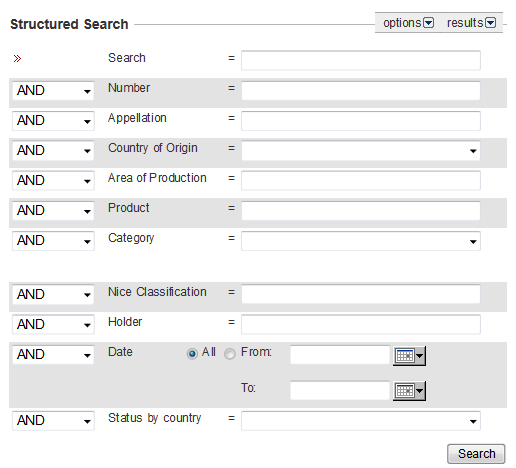 Structured Search options results
» Search =
AND Number =
AND Appellation =
AND Country of Origin =
AND Area of Production =
AND Product =
AND Category =
AND Nice Classification =
AND Holder =
AND Date All From:
To:
AND Status by country =
Search